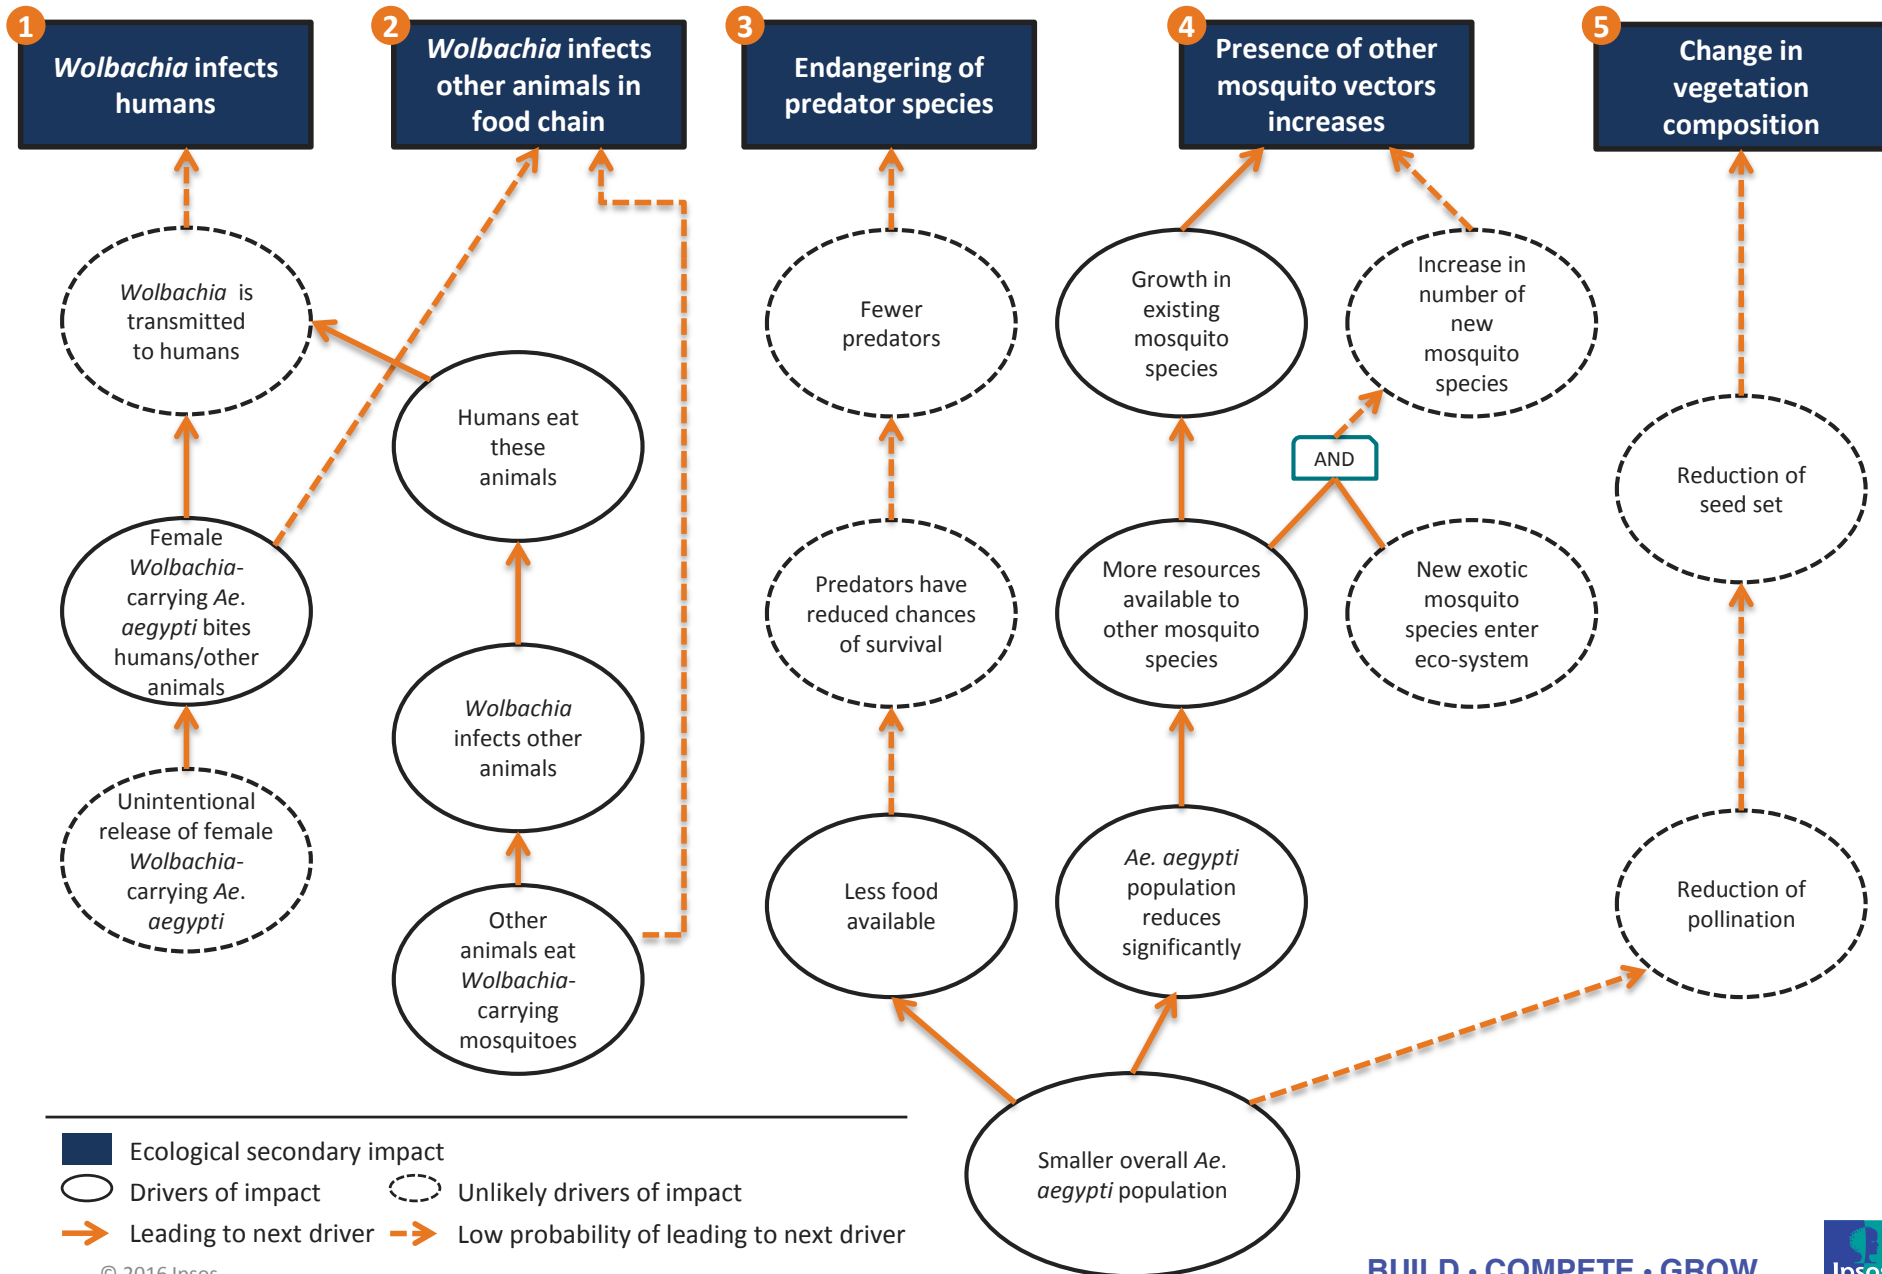 1
Wolbachia infects
humans
2
Wolbachia infects
other animals in
food chain
3
Endangering of
predator species
4
Presence of other
mosquito vectors
increases
5
Change in
vegetation
composition
Wolbachia is
transmitted
to humans
Female
Wolbachia-
carrying Ae.
aegypti bites
humans/other
animals
Unintentional
release of female
Wolbachia-
carrying Ae.
aegypti
Humans eat
these
animals
Wolbachia
infects other
animals
Other
animals eat
Wolbachia-
carrying
mosquitoes
Fewer
predators
Predators have
reduced chances
of survival
Less food
available
Growth in
existing
mosquito
species
More resources
available to
other mosquito
species
Ae. aegypti
population
reduces
significantly
Increase in
number of
new
mosquito
species
AND
New exotic
mosquito
species enter
eco-system
Reduction of
seed set
Reduction of
pollination
Smaller overall Ae.
aegypti population
Ecological secondary impact
Drivers of impact
Unlikely drivers of impact
Leading to next driver
Low probability of leading to next driver
© 2016 Ipsos
BUILD · COMPETE · GROW
Ipsos